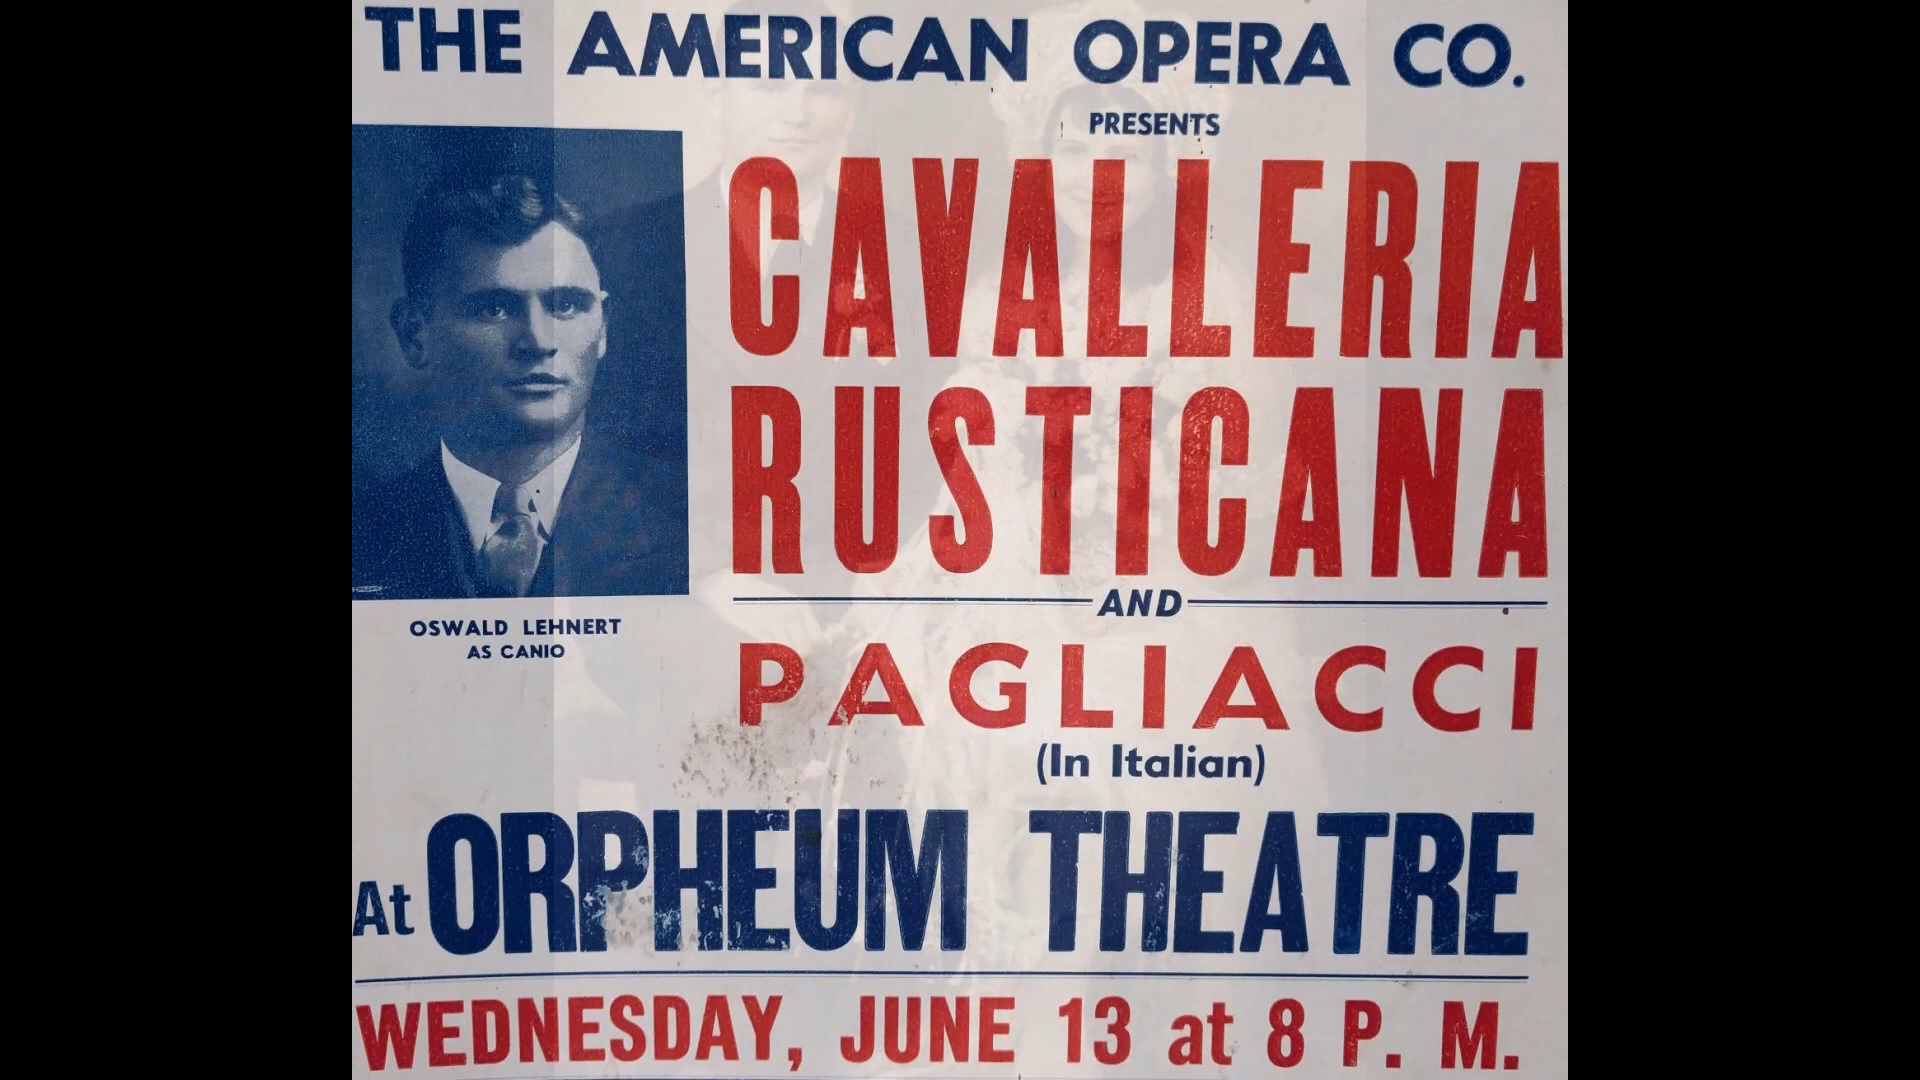 THE AMERICAN OPERA CO.
PRESENTS
CAVALLERIA
RUSTICANA
AND
PAGLIACCI
(In Italian)
OSWALD LEHNERT
AS CANIO
At ORPHEUM THEATRE
WEDNESDAY, JUNE 13 at 8 P. M.